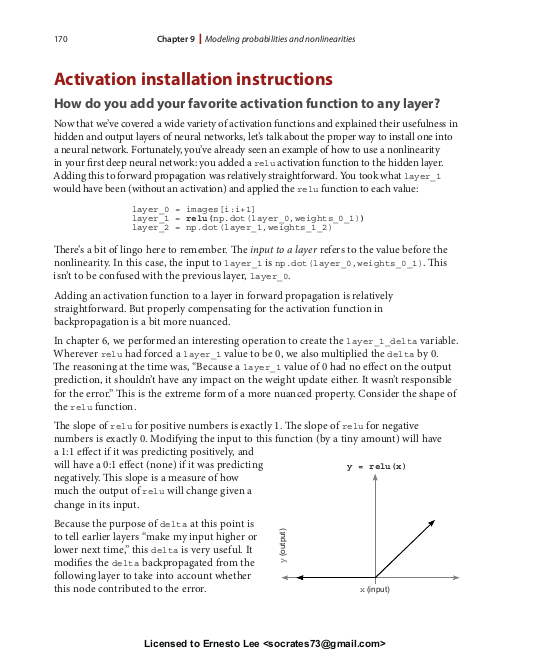 170
Chapter 9 | Modeling probabilities and nonlinearities
Activation installation instructions
How do you add your favorite activation function to any layer?
Now that we've covered a wide variety of activation functions and explained their usefulness in
hidden and output layers of neural networks, let's talk about the proper way to install one into
a neural network. Fortunately, you've already seen an example of how to use a nonlinearity
in your first deep neural network: you added a relu activation function to the hidden layer.
Adding this to forward propagation was relatively straightforward. You took what layer_1
would have been (without an activation) and applied the relu function to each value:
layer_0 = images[i:i+1]
layer_1 = relu(np.dot(layer_0,weights_0_1))
layer_2 = np.dot(layer_1,weights_1_2)
There's a bit of lingo here to remember. The input to a layer refers to the value before the
nonlinearity. In this case, the input to layer_1 is np.dot(layer_0,weights_0_1). This
isn't to be confused with the previous layer, layer_0.
Adding an activation function to a layer in forward propagation is relatively
straightforward. But properly compensating for the activation function in
backpropagation is a bit more nuanced.
In chapter 6, we performed an interesting operation to create the layer_1_delta variable.
Wherever relu had forced a layer_1 value to be 0, we also multiplied the delta by 0.
The reasoning at the time was, "Because a layer_1 value of 0 had no effect on the output
prediction, it shouldn't have any impact on the weight update either. It wasn't responsible
for the error." This is the extreme form of a more nuanced property. Consider the shape of
the relu function.
The slope of relu for positive numbers is exactly 1. The slope of relu for negative
numbers is exactly 0. Modifying the input to this function (by a tiny amount) will have
a 1:1 effect if it was predicting positively, and
will have a 0:1 effect (none) if it was predicting
negatively. This slope is a measure of how
much the output of relu will change given a
change in its input.
Because the purpose of delta at this point is
to tell earlier layers "make my input higher or
lower next time," this delta is very useful. It
modifies the delta backpropagated from the
following layer to take into account whether
this node contributed to the error.
y = relu(x)
y (output)
x (input)
Licensed to Ernesto Lee <socrates73@gmail.com>